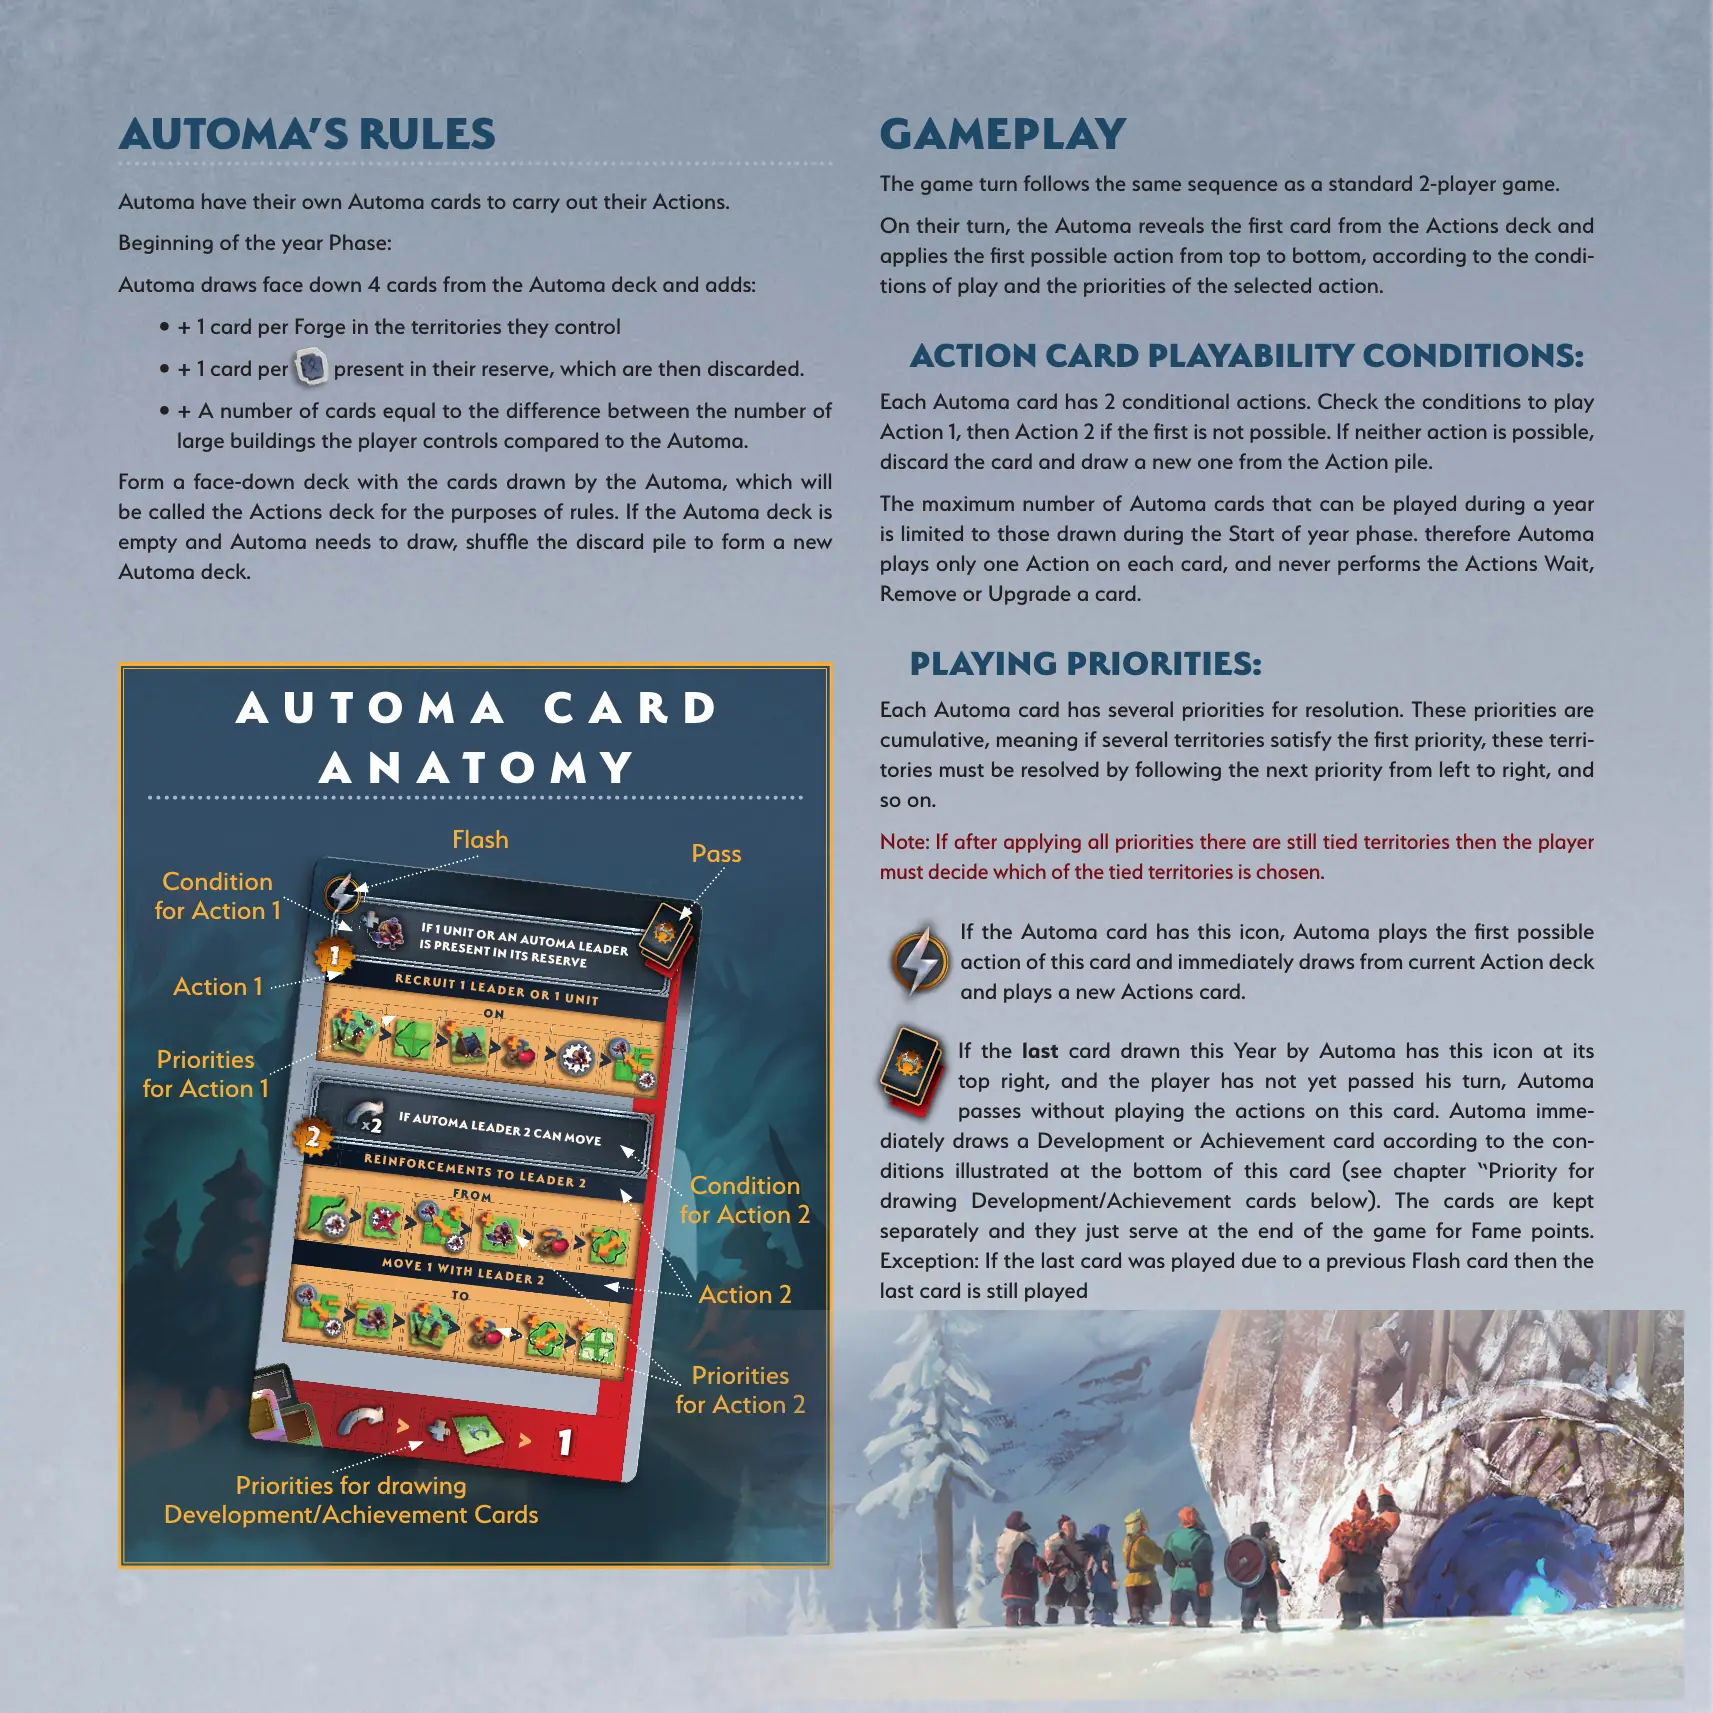 AUTOMA'S RULES
Automa have their own Automa cards to carry out their Actions.
Beginning of the year Phase:
Automa draws face down 4 cards from the Automa deck and adds:
• + 1 card per Forge in the territories they control
• + 1 card per present in their reserve, which are then discarded.
• + A number of cards equal to the difference between the number of
large buildings the player controls compared to the Automa.
Form a face-down deck with the cards drawn by the Automa, which will
be called the Actions deck for the purposes of rules. If the Automa deck is
empty and Automa needs to draw, shuffle the discard pile to form a new
Automa deck.
AUTOMA CARD
ANATOMY
Flash
Pass
Condition
for Action 1
Action 1
Priorities
for Action 1
IF 1 UNIT OR AN AUTOMA LEADER
IS PRESENT IN ITS RESERVE
1
RECRUIT 1 LEADER OR 1 UNIT
ON
x2
IF AUTOMA LEADER 2 CAN MOVE
2
REINFORCEMENTS TO LEADER 2
FROM
MOVE 1 WITH LEADER 2
TO
> > 1
Condition
for Action 2
Action 2
Priorities
for Action 2
Priorities for drawing
Development/Achievement Cards
GAMEPLAY
The game turn follows the same sequence as a standard 2-player game.
On their turn, the Automa reveals the first card from the Actions deck and
applies the first possible action from top to bottom, according to the condi-
tions of play and the priorities of the selected action.
ACTION CARD PLAYABILITY CONDITIONS:
Each Automa card has 2 conditional actions. Check the conditions to play
Action 1, then Action 2 if the first is not possible. If neither action is possible,
discard the card and draw a new one from the Action pile.
The maximum number of Automa cards that can be played during a year
is limited to those drawn during the Start of year phase. therefore Automa
plays only one Action on each card, and never performs the Actions Wait,
Remove or Upgrade a card.
PLAYING PRIORITIES:
Each Automa card has several priorities for resolution. These priorities are
cumulative, meaning if several territories satisfy the first priority, these terri-
tories must be resolved by following the next priority from left to right, and
so on.
Note: If after applying all priorities there are still tied territories then the player
must decide which of the tied territories is chosen.
If the Automa card has this icon, Automa plays the first possible
action of this card and immediately draws from current Action deck
and plays a new Actions card.
If the last card drawn this Year by Automa has this icon at its
top right, and the player has not yet passed his turn, Automa
passes without playing the actions on this card. Automa imme-
diately draws a Development or Achievement card according to the con-
ditions illustrated at the bottom of this card (see chapter "Priority for
drawing Development/Achievement cards below). The cards are kept
separately and they just serve at the end of the game for Fame points.
Exception: If the last card was played due to a previous Flash card then the
last card is still played